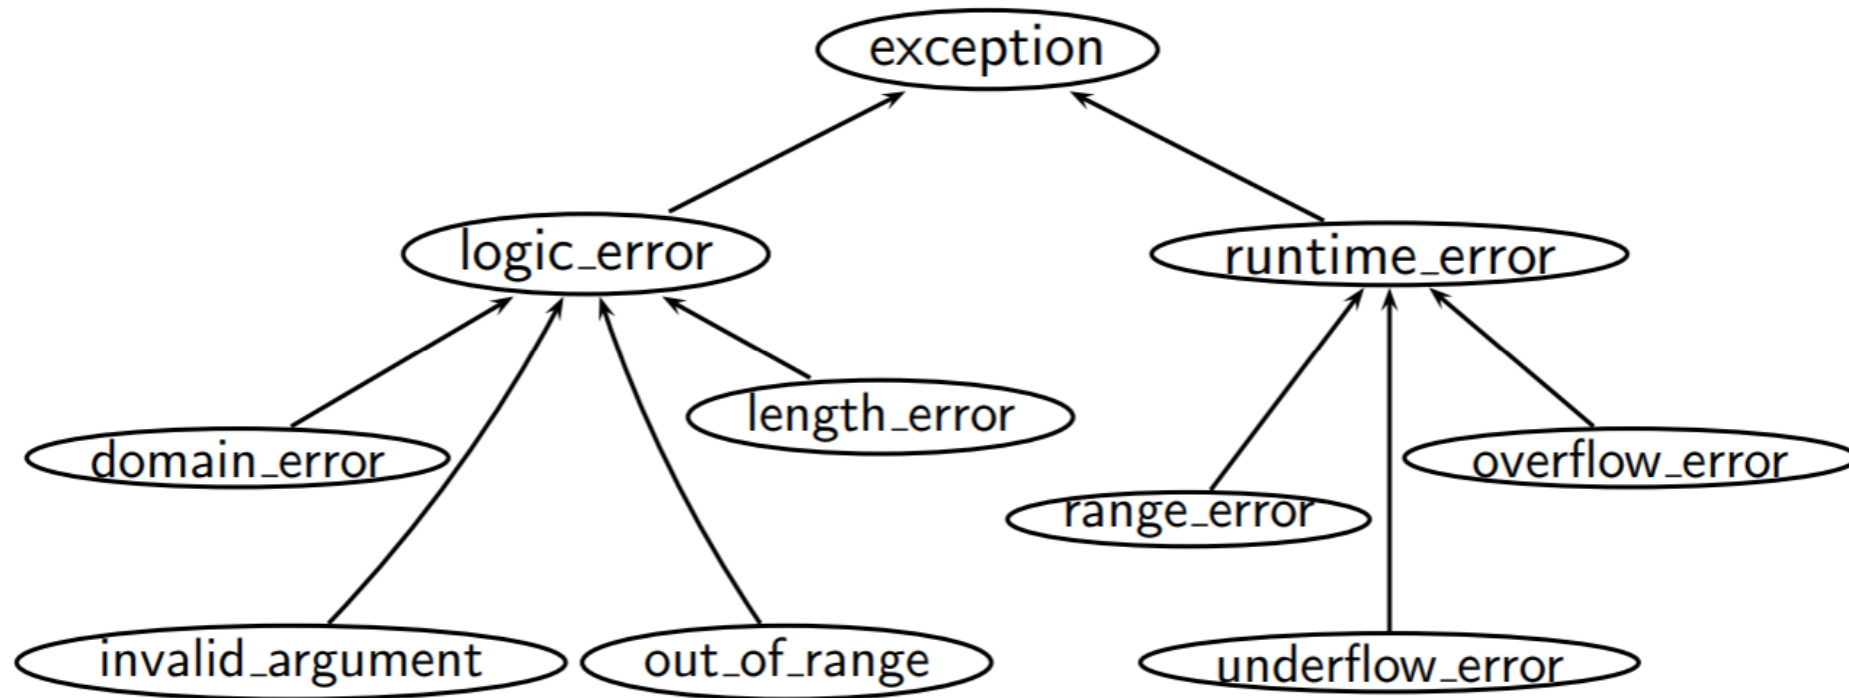 exception
logic_error
runtime_error
domain_error
length_error
range_error
overflow_error
invalid_argument
out_of_range
underflow_error